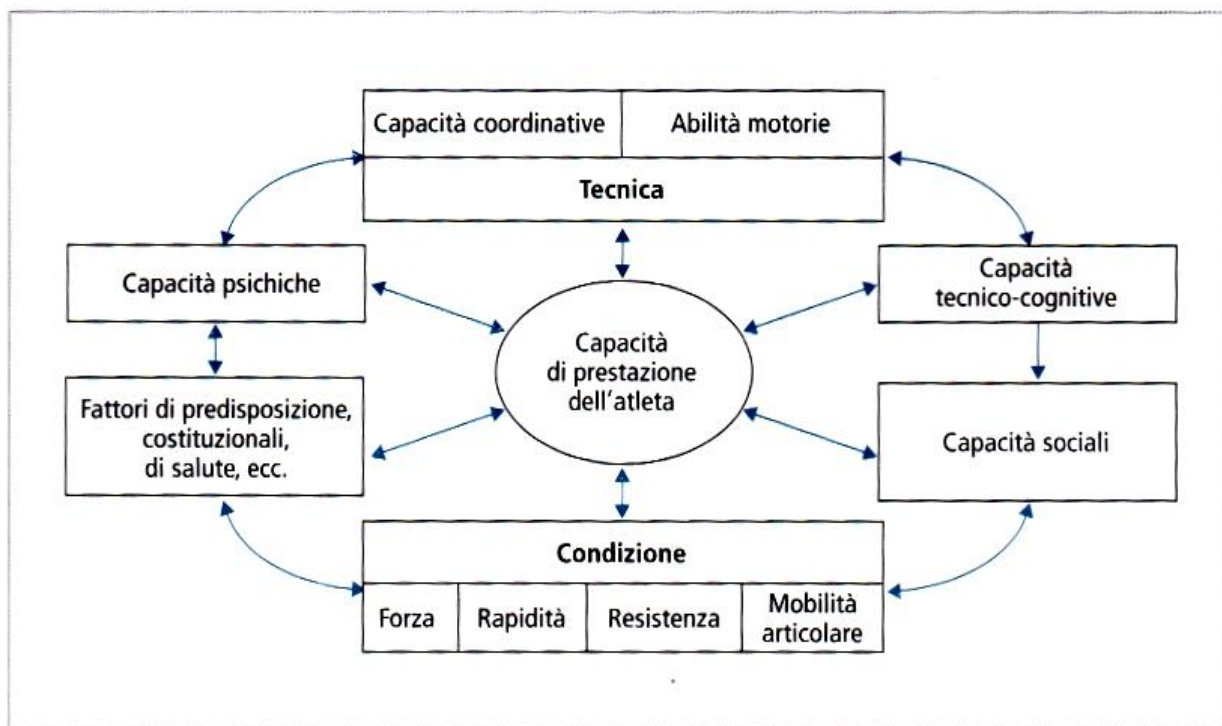 Capacità coordinative
Abilità motorie
Tecnica
Capacità psichiche
Capacità
tecnico-cognitive
Capacità
di prestazione
dell'atleta
Fattori di predisposizione,
costituzionali,
di salute, ecc.
Capacità sociali
Condizione
Forza
Rapidità
Resistenza
Mobilità
articolare